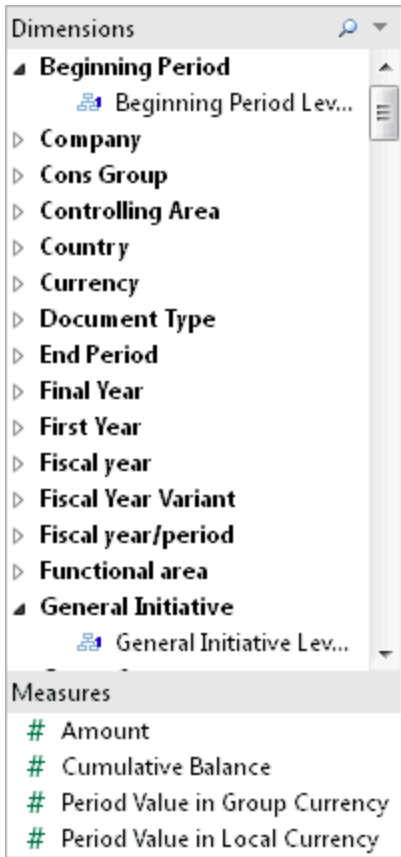 Dimensions
Beginning Period
Beginning Period Lev...
Company
Cons Group
Controlling Area
Country
Currency
Document Type
End Period
Final Year
First Year
Fiscal year
Fiscal Year Variant
Fiscal year/period
Functional area
General Initiative
General Initiative Lev...
Measures
# Amount
# Cumulative Balance
# Period Value in Group Currency
# Period Value in Local Currency